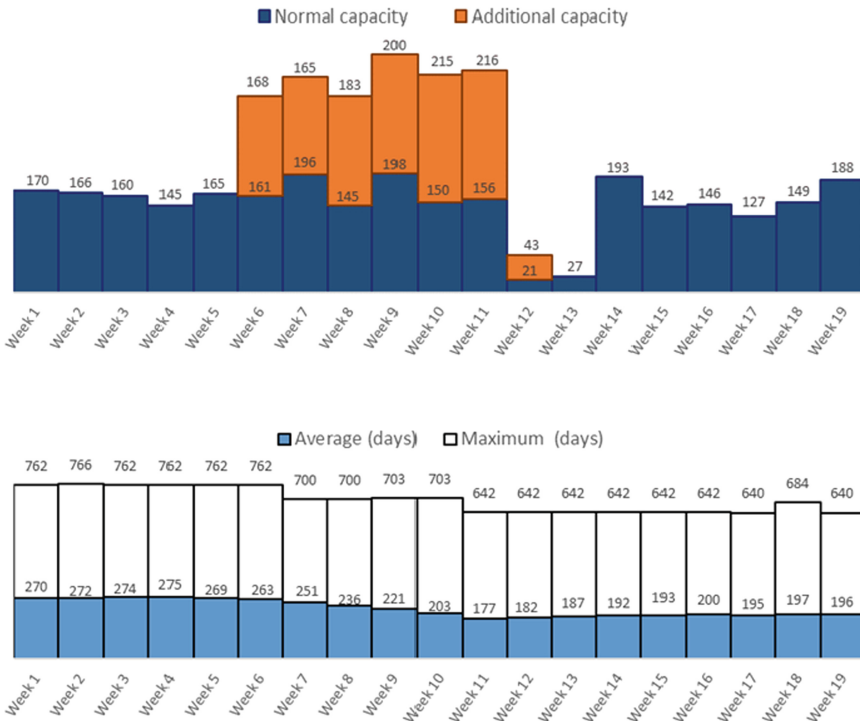 Normal capacity Additional capacity
200
168 165 183 215 216
170 166 160 145 165 161 196 145 198 150 156 193 142 146 127 149 188
43
21 27
Week 1 Week 2 Week 3 Week 4 Week 5 Week 6 Week 7 Week 8 Week 9 Week 10 Week 11 Week 12 Week 13 Week 14 Week 15 Week 16 Week 17 Week 18 Week 19
Average (days) Maximum (days)
762 766 762 762 762 762 700 700 703 703 642 642 642 642 642 642 640 684 640
270 272 274 275 269 263 251 236 221 203 177 182 187 192 193 200 195 197 196
Week 1 Week 2 Week 3 Week 4 Week 5 Week 6 Week 7 Week 8 Week 9 Week 10 Week 11 Week 12 Week 13 Week 14 Week 15 Week 16 Week 17 Week 18 Week 19